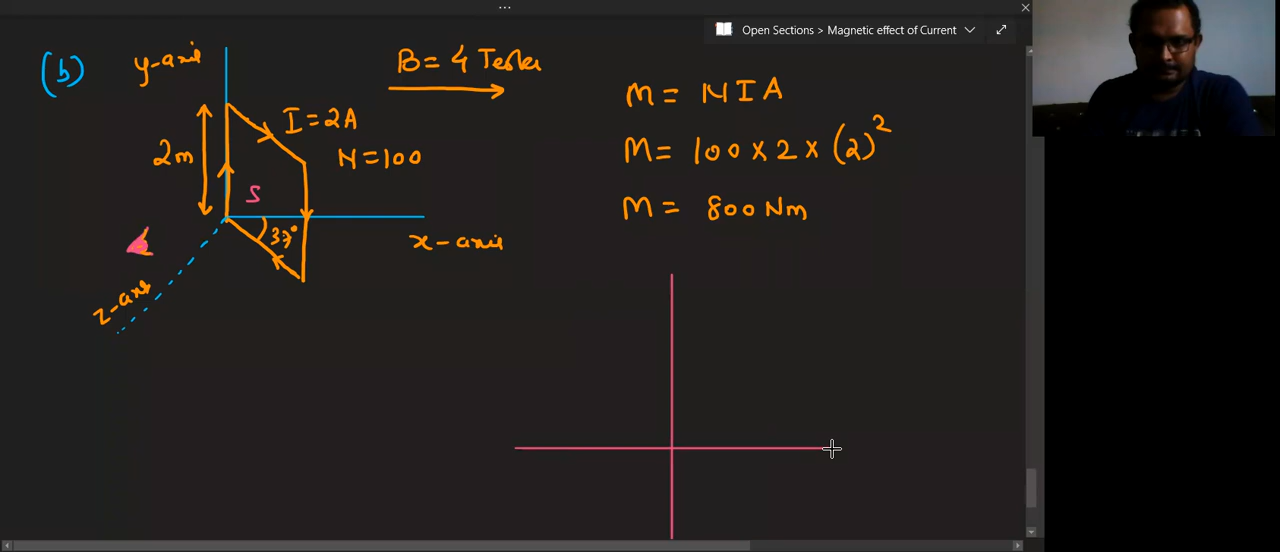 Open Sections > Magnetic effect of Current
(b)
y-axis
B = 4 Tesla
I = 2A
N = 100
2m
S
37°
x-axis
z-axis
M = NIA
M = 100 × 2 × (2)²
M = 800 Nm